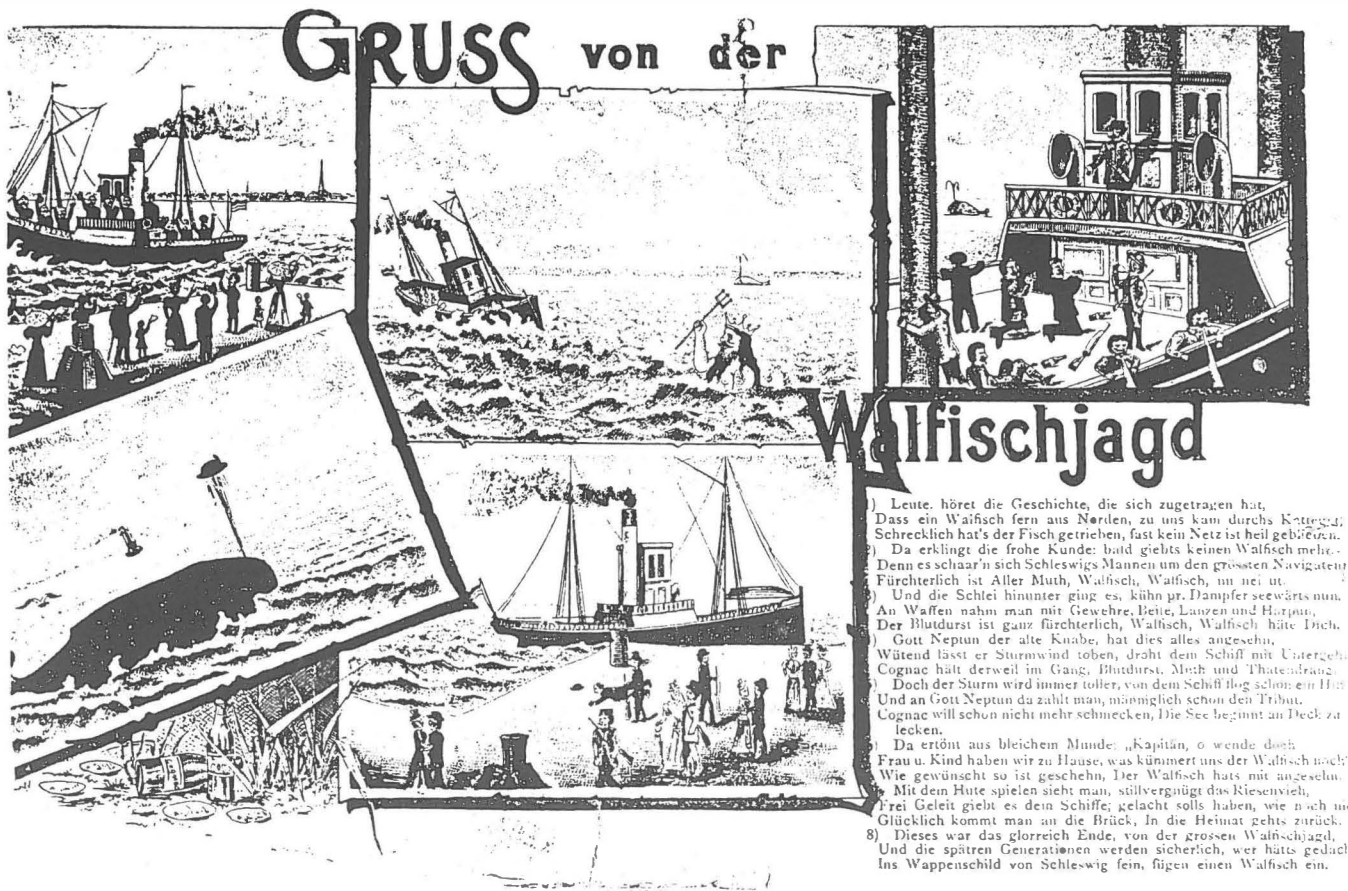 GRUSS von der
Walfischjagd
) Leute, höret die Geschichte, die sich zugetragen hat,
Dass ein Walfisch fern aus Norden, zu uns kam durchs Kattegat;
Schrecklich hat's der Fisch getrieben, fast kein Netz ist heil geblieben.
) Da erklingt die frohe Kunde: bald giebts keinen Walfisch mehr.
Denn es schaar'n sich Schleswigs Mannen um den grössten Navigateur
Fürchterlich ist Aller Muth, Walfisch, Walfisch, nu
) Und die Schlei hinunter ging es, kühn pr. Dampfer seewärts nun.
An Waffen nahm man mit Gewehre, Beile, Lanzen und Harpun,
Der Blutdurst ist ganz fürchterlich, Walfisch, Walfisch hüte Dich.
) Gott Neptun der alte Knabe, hat dies alles angesehn,
Wütend lässt er Sturmwind toben, droht dem Schiff mit Untergehn.
Cognac hält derweil im Gang, Blutdurst, Muth und Thatendrang.
) Doch der Sturm wird immer toller, von dem Schiff flog schon ein Hut
Und an Gott Neptun da zahlt man, männiglich schon den Tribut.
Cognac will schon nicht mehr schmecken, Die See beginnt an Deck zu
lecken.
) Da ertönt aus bleichem Munde: „Kapitän, o wende doch
Frau u. Kind haben wir zu Hause, was kümmert uns der Walfisch noch"
Wie gewünscht so ist geschehn, Der Walfisch hats mit angesehn.
Mit dem Hute spielen sieht man, stillvergnügt das Riesenvieh,
Frei Geleit giebt es dem Schiffe; gelacht solls haben, wie noch nie
Glücklich kommt man an die Brück, In die Heimat gehts zurück.
8) Dieses war das glorreich Ende, von der grossen Walfischjagd,
Und die spätren Generationen werden sicherlich, wer hätts gedacht
Ins Wappenschild von Schleswig fein, fügen einen Walfisch ein.